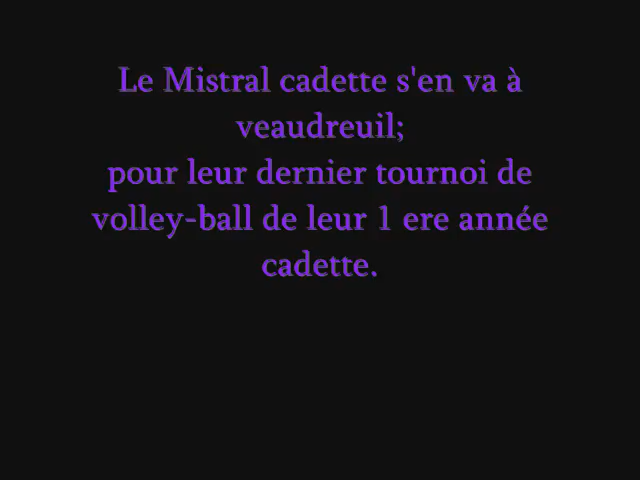 Le Mistral cadette s'en va à
veaudreuil;
pour leur dernier tournoi de
volley-ball de leur 1 ere année
cadette.